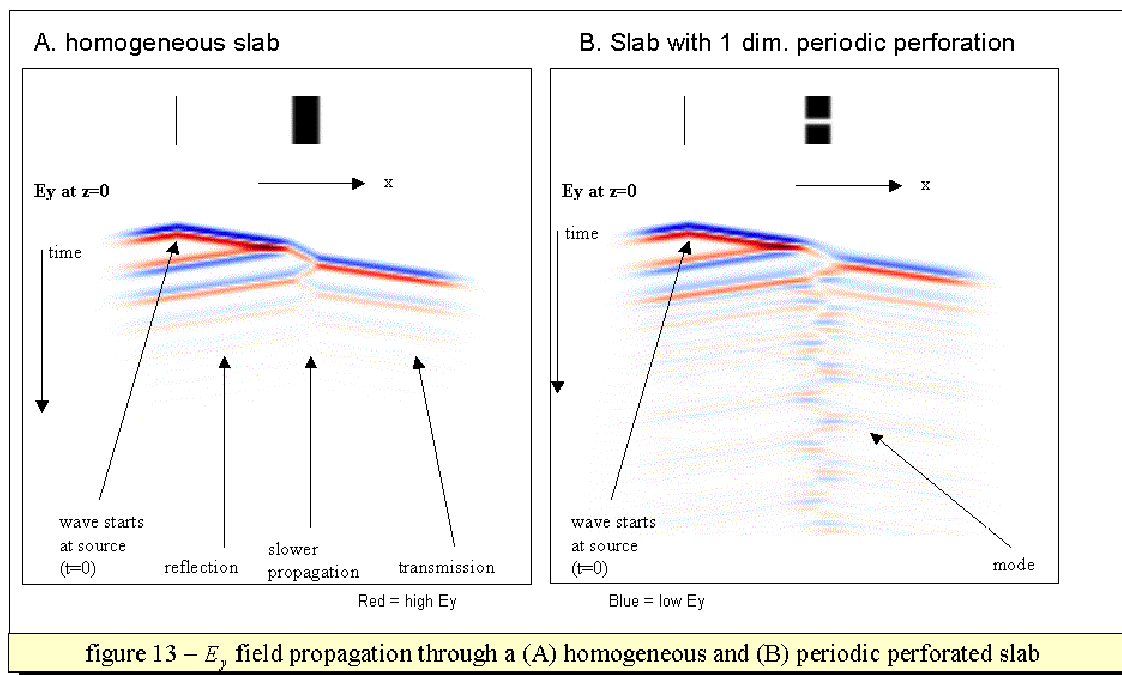 A. homogeneous slab
B. Slab with 1 dim. periodic perforation
x
Ey at z=0
time
wave starts
at source
(t=0)
reflection
slower
propagation
transmission
x
Ey at z=0
time
wave starts
at source
(t=0)
mode
Red = high Ey
Blue = low Ey
figure 13 – Ey field propagation through a (A) homogeneous and (B) periodic perforated slab